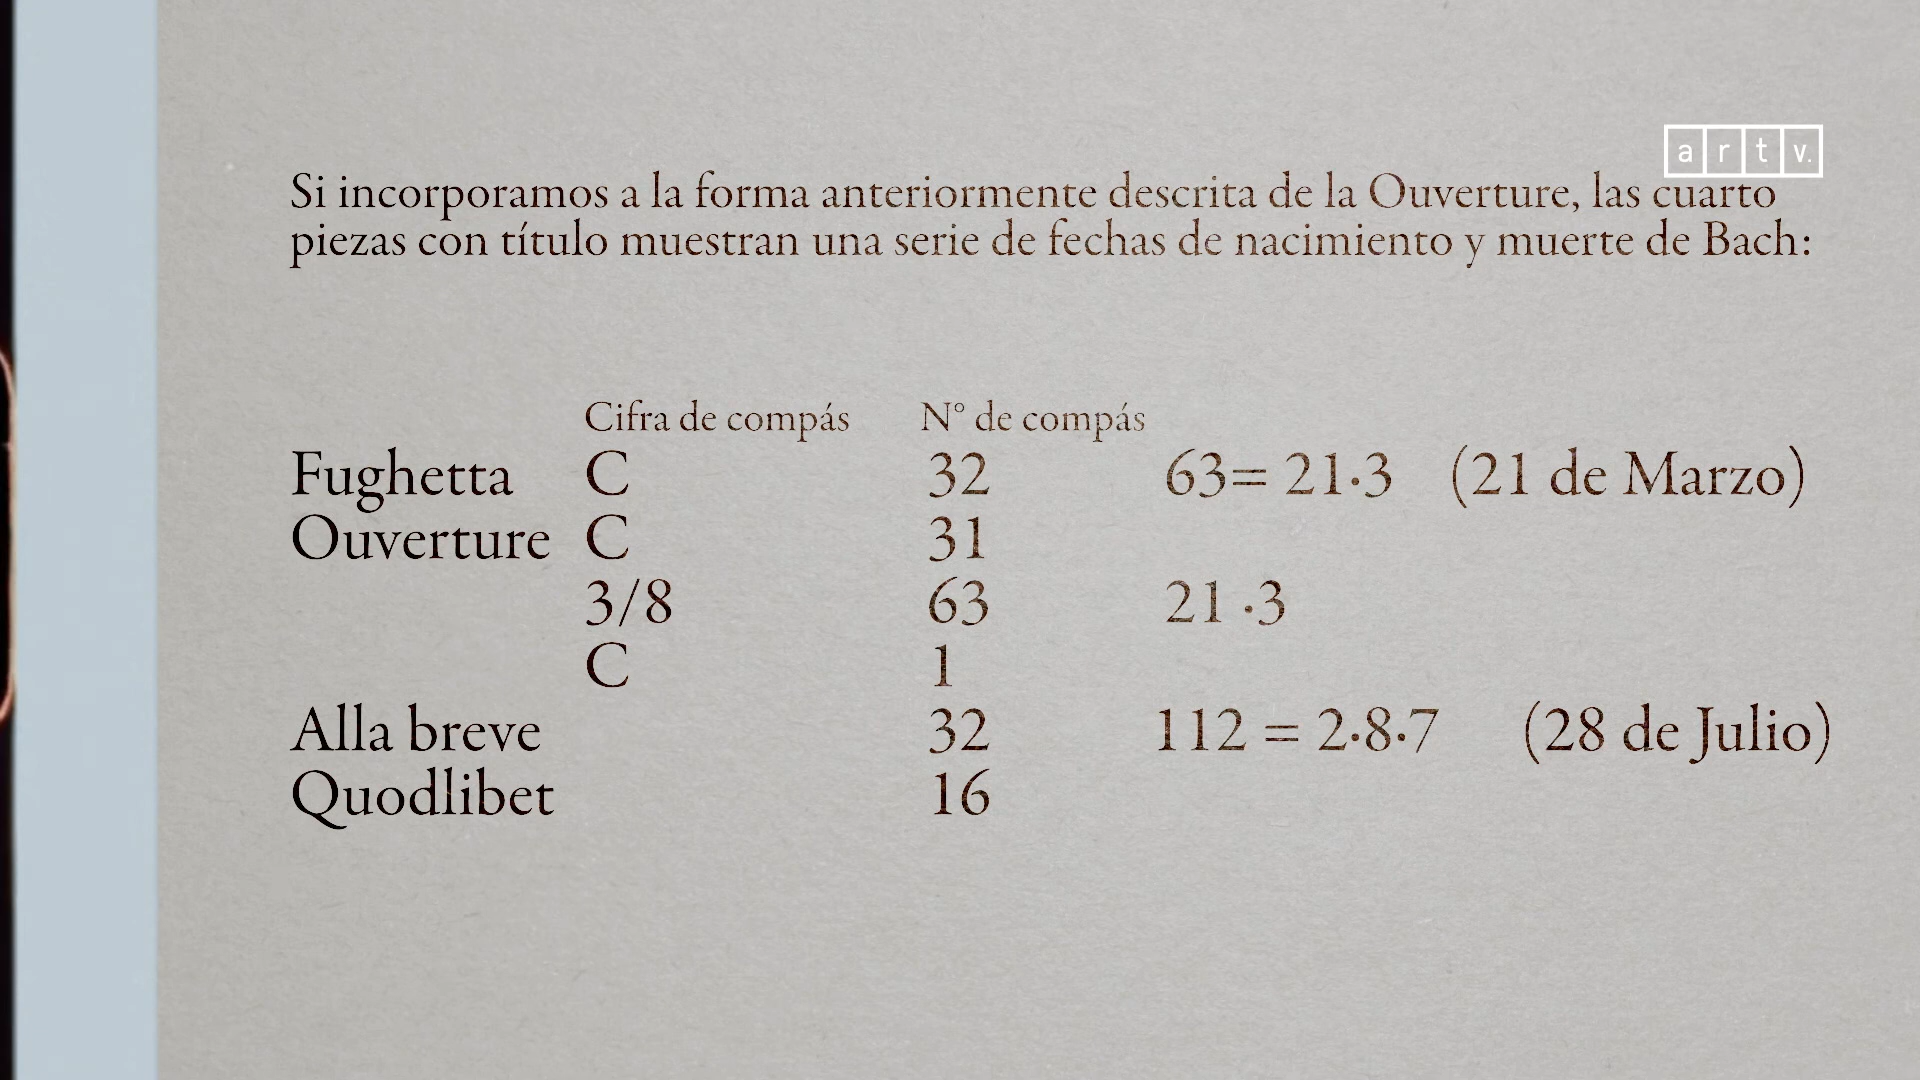 artv.
Si incorporamos a la forma anteriormente descrita de la Ouverture, las cuarto
piezas con título muestran una serie de fechas de nacimiento y muerte de Bach:
Cifra de compás N° de compás
Fughetta C 32 63= 21·3 (21 de Marzo)
Ouverture C 31
3/8 63 21 ·3
C 1
Alla breve 32 112 = 2·8·7 (28 de Julio)
Quodlibet 16